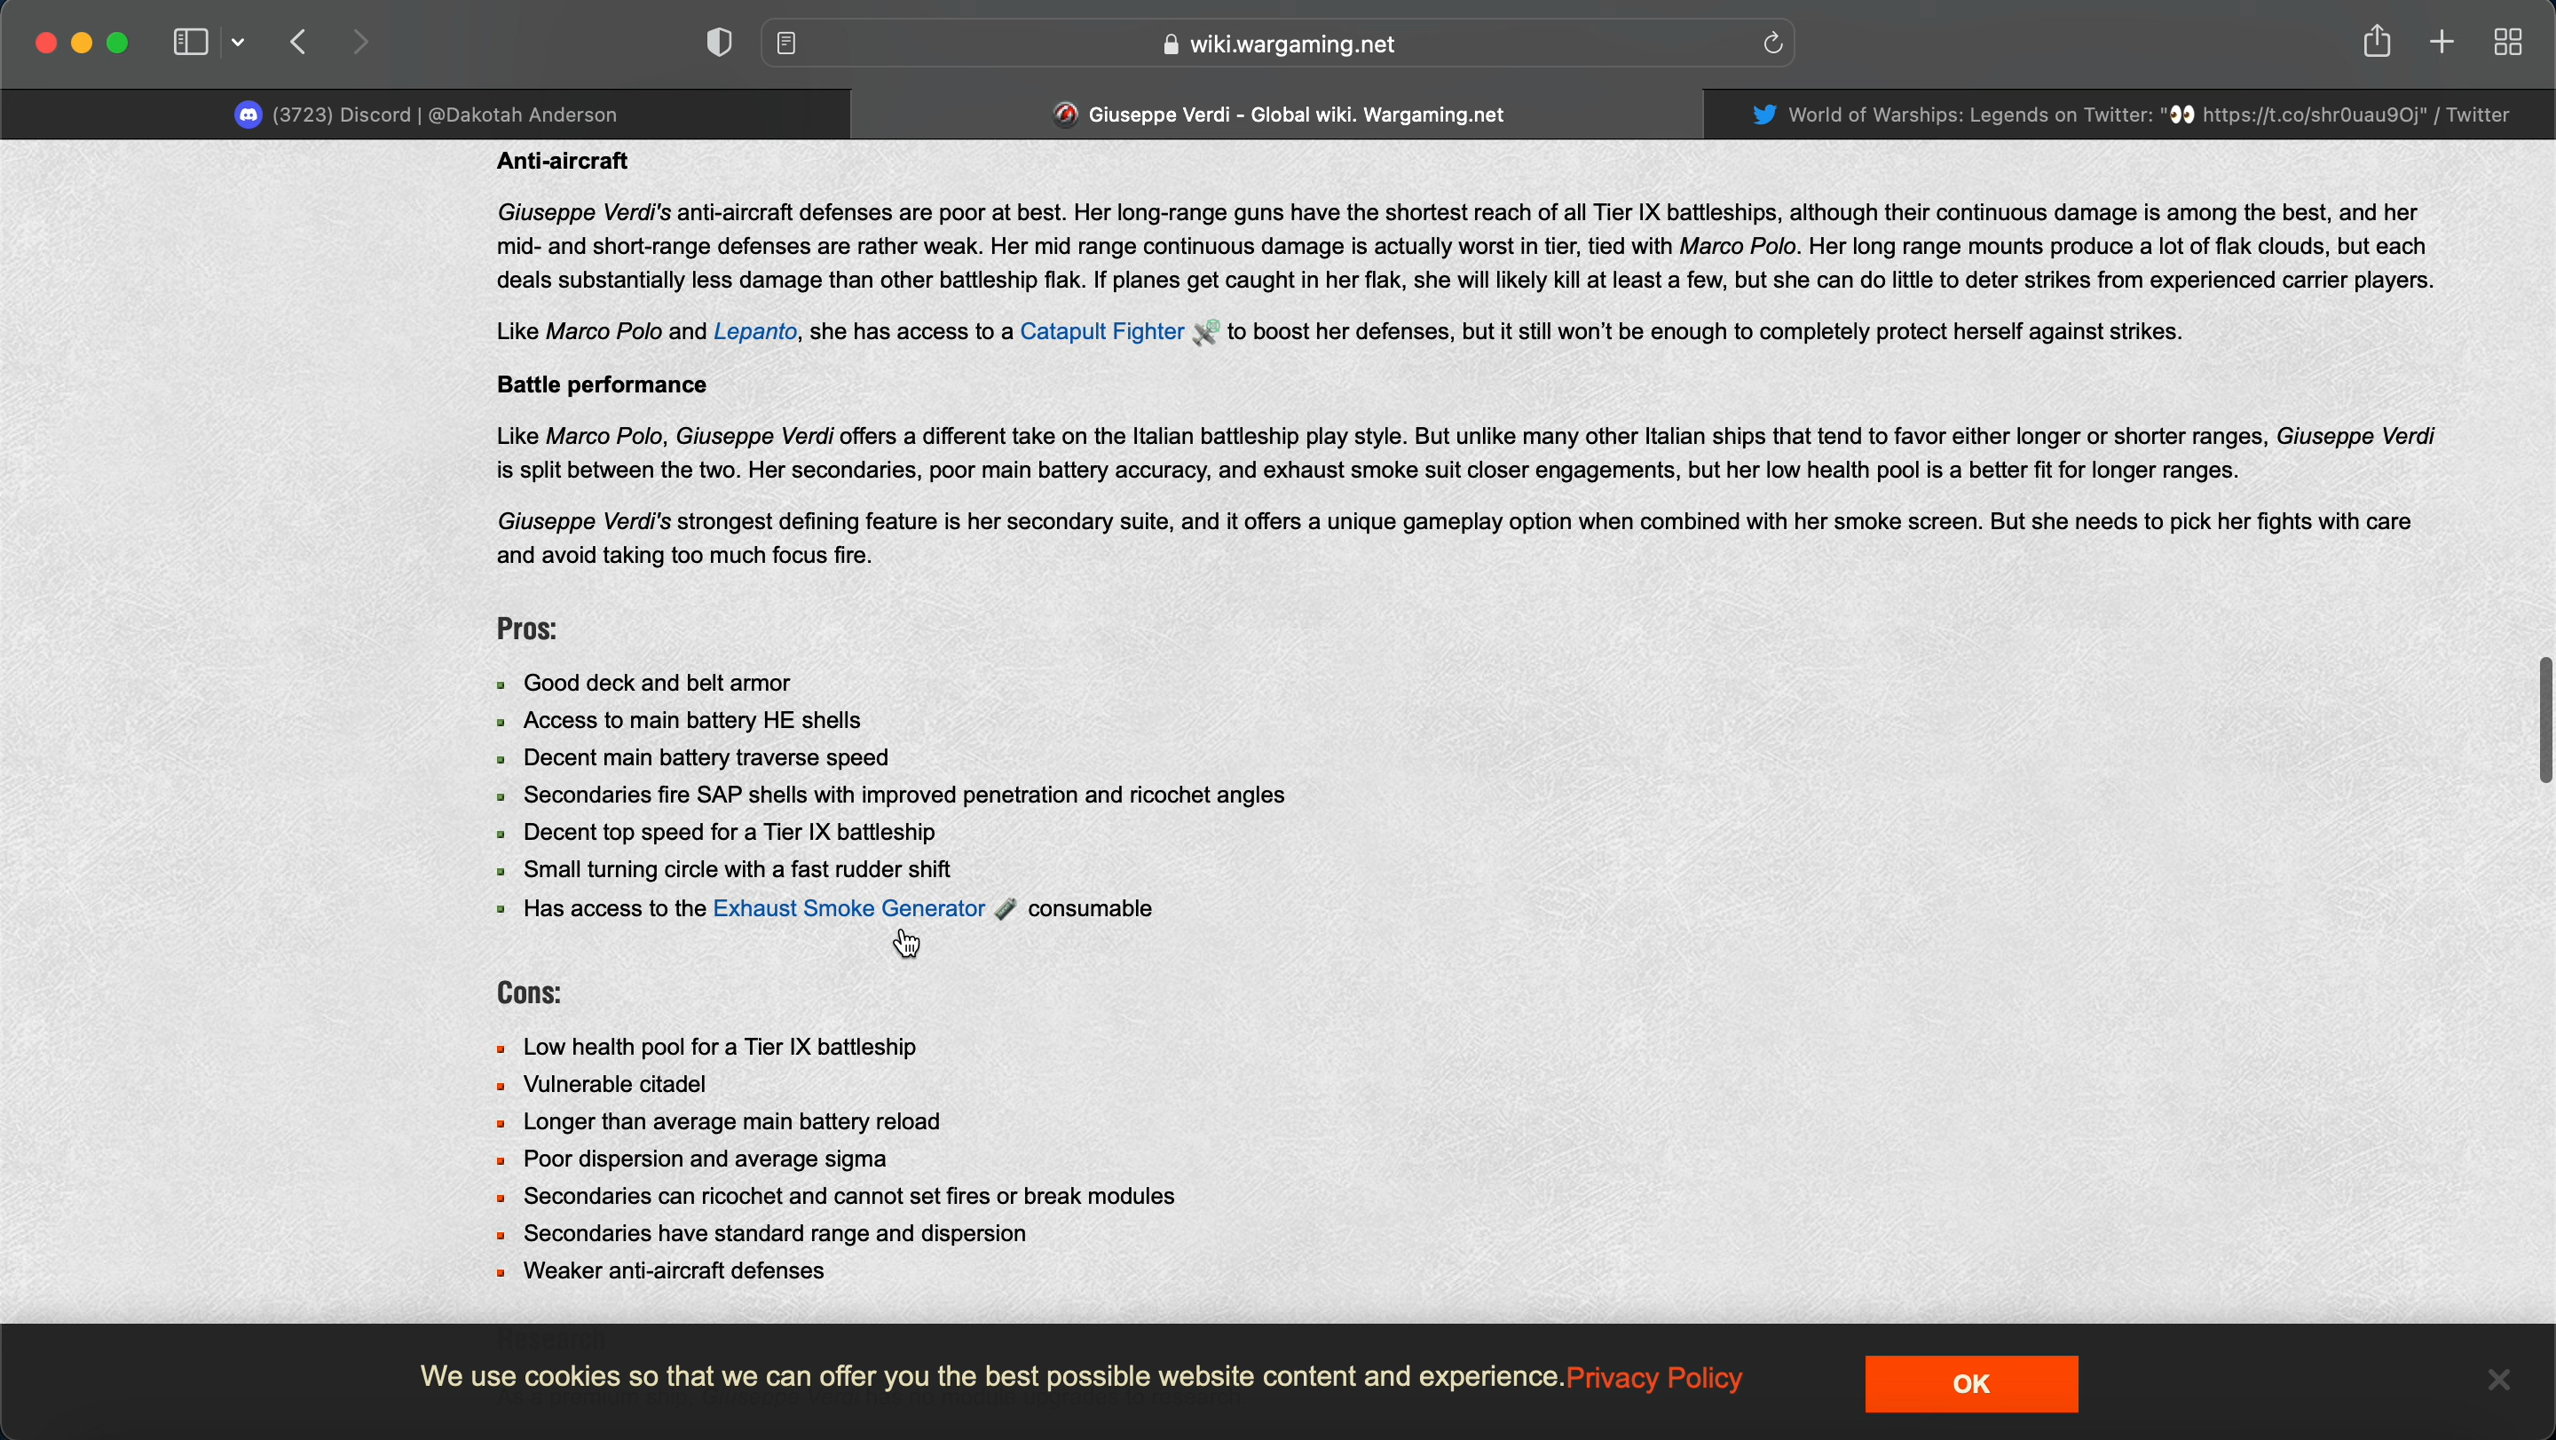 wiki.wargaming.net
(3723) Discord | @Dakotah Anderson
Giuseppe Verdi - Global wiki. Wargaming.net
World of Warships: Legends on Twitter: "👀 https://t.co/shr0uau9Oj" / Twitter
Anti-aircraft
Giuseppe Verdi's anti-aircraft defenses are poor at best. Her long-range guns have the shortest reach of all Tier IX battleships, although their continuous damage is among the best, and her
mid- and short-range defenses are rather weak. Her mid range continuous damage is actually worst in tier, tied with Marco Polo. Her long range mounts produce a lot of flak clouds, but each
deals substantially less damage than other battleship flak. If planes get caught in her flak, she will likely kill at least a few, but she can do little to deter strikes from experienced carrier players.
Like Marco Polo and Lepanto, she has access to a Catapult Fighter to boost her defenses, but it still won't be enough to completely protect herself against strikes.
Battle performance
Like Marco Polo, Giuseppe Verdi offers a different take on the Italian battleship play style. But unlike many other Italian ships that tend to favor either longer or shorter ranges, Giuseppe Verdi
is split between the two. Her secondaries, poor main battery accuracy, and exhaust smoke suit closer engagements, but her low health pool is a better fit for longer ranges.
Giuseppe Verdi's strongest defining feature is her secondary suite, and it offers a unique gameplay option when combined with her smoke screen. But she needs to pick her fights with care
and avoid taking too much focus fire.
Pros:
Good deck and belt armor
Access to main battery HE shells
Decent main battery traverse speed
Secondaries fire SAP shells with improved penetration and ricochet angles
Decent top speed for a Tier IX battleship
Small turning circle with a fast rudder shift
Has access to the Exhaust Smoke Generator consumable
Cons:
Low health pool for a Tier IX battleship
Vulnerable citadel
Longer than average main battery reload
Poor dispersion and average sigma
Secondaries can ricochet and cannot set fires or break modules
Secondaries have standard range and dispersion
Weaker anti-aircraft defenses
Research
We use cookies so that we can offer you the best possible website content and experience.Privacy Policy
OK